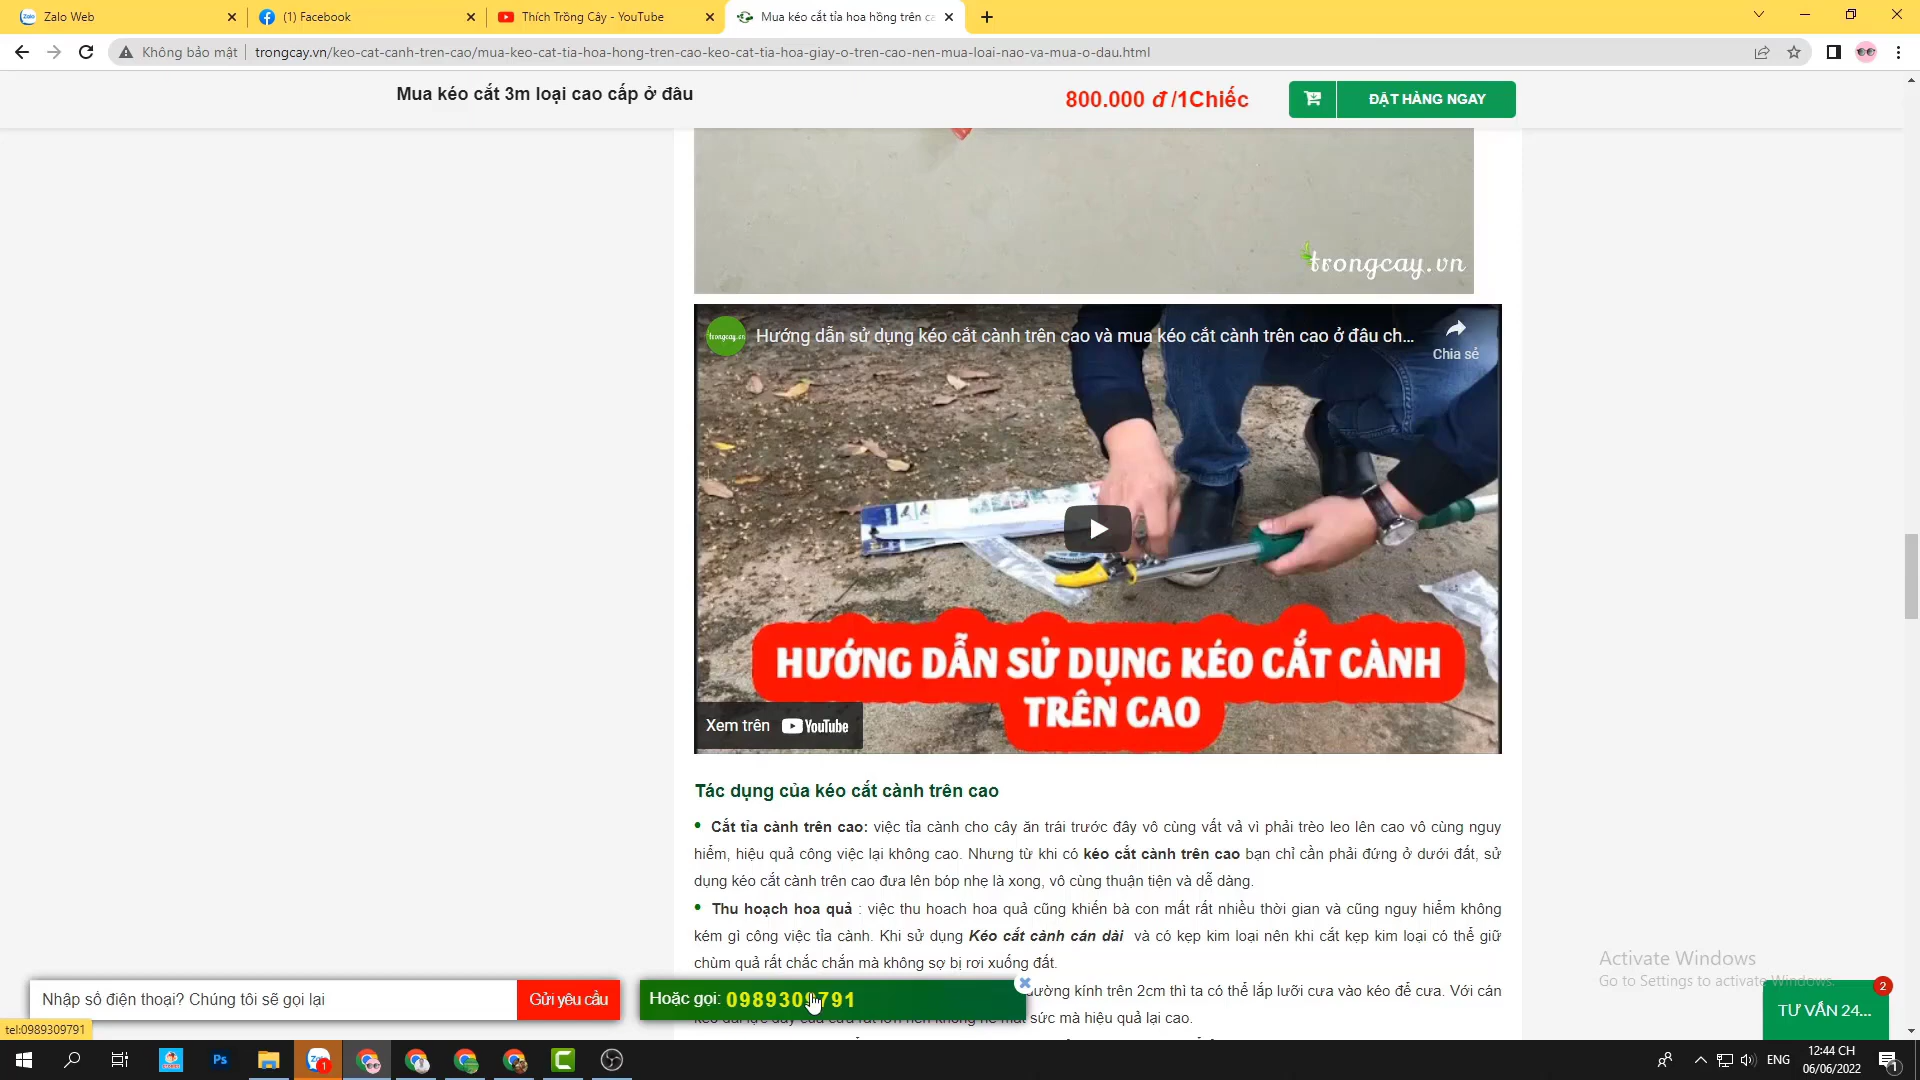 Zalo Web
(1) Facebook
Thích Trồng Cây - YouTube
Mua kéo cắt tỉa hoa hồng trên ca
Không bảo mật
trongcay.vn/keo-cat-canh-tren-cao/mua-keo-cat-tia-hoa-hong-tren-cao-keo-cat-tia-hoa-giay-o-tren-cao-nen-mua-loai-nao-va-mua-o-dau.html
Mua kéo cắt 3m loại cao cấp ở đâu
800.000 đ /1Chiếc
ĐẶT HÀNG NGAY
trongcay.vn
trongcay.vn
Hướng dẫn sử dụng kéo cắt cành trên cao và mua kéo cắt cành trên cao ở đâu ch...
Chia sẻ
HƯỚNG DẪN SỬ DỤNG KÉO CẮT CÀNH
TRÊN CAO
Xem trên YouTube
Tác dụng của kéo cắt cành trên cao
• Cắt tỉa cành trên cao: việc tỉa cành cho cây ăn trái trước đây vô cùng vất vả vì phải trèo leo lên cao vô cùng nguy
hiểm, hiệu quả công việc lại không cao. Nhưng từ khi có kéo cắt cành trên cao bạn chỉ cần phải đứng ở dưới đất, sử
dụng kéo cắt cành trên cao đưa lên bóp nhẹ là xong, vô cùng thuận tiện và dễ dàng.
• Thu hoạch hoa quả : việc thu hoach hoa quả cũng khiến bà con mất rất nhiều thời gian và cũng nguy hiểm không
kém gì công việc tỉa cành. Khi sử dụng Kéo cắt cành cán dài và có kẹp kim loại nên khi cắt kẹp kim loại có thể giữ
chùm quả rất chắc chắn mà không sợ bị rơi xuống đất.
đường kính trên 2cm thì ta có thể lắp lưỡi cưa vào kéo để cưa. Với cán
sức mà hiệu quả lại cao.
Nhập số điện thoại? Chúng tôi sẽ gọi lại
Gửi yêu cầu
Hoặc gọi: 0989309791
tel:0989309791
Activate Windows
Go to Settings to activate Windows.
2
TƯ VẤN 24...
Ps
1
ENG
12:44 CH
06/06/2022
1